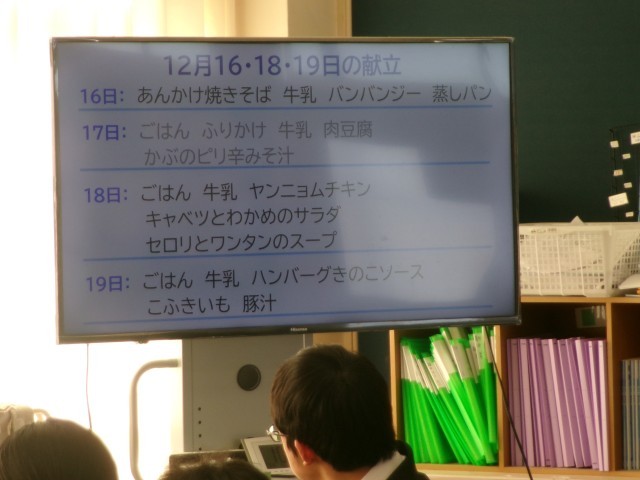 12月16・18・19日の献立
16日: あんかけ焼きそば 牛乳 バンバンジー 蒸しパン
17日: ごはん ふりかけ 牛乳 肉豆腐
かぶのピリ辛みそ汁
18日: ごはん 牛乳 ヤンニョムチキン
キャベツとわかめのサラダ
セロリとワンタンのスープ
19日: ごはん 牛乳 ハンバーグきのこソース
こふきいも 豚汁
Hisense